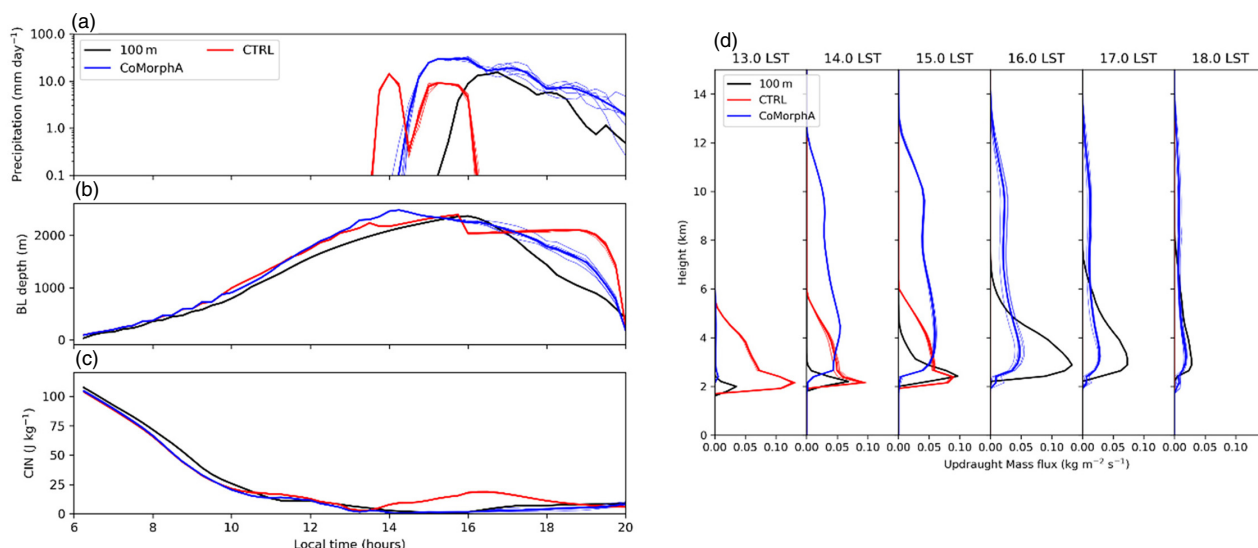 (a)
100.0
10.0
1.0
0.1
Precipitation (mm day⁻¹)
100 m
CoMorphA
CTRL
(b)
2000
1000
0
BL depth (m)
(c)
100
75
50
25
0
CIN (J kg⁻¹)
6 8 10 12 14 16 18 20
Local time (hours)
(d)
13.0 LST 14.0 LST 15.0 LST 16.0 LST 17.0 LST 18.0 LST
100 m
CTRL
CoMorphA
14
12
10
8
6
4
2
0
Height (km)
0.00 0.05 0.10 0.00 0.05 0.10 0.00 0.05 0.10 0.00 0.05 0.10 0.00 0.05 0.10 0.00 0.05 0.10
Updraught Mass flux (kg m⁻² s⁻¹)